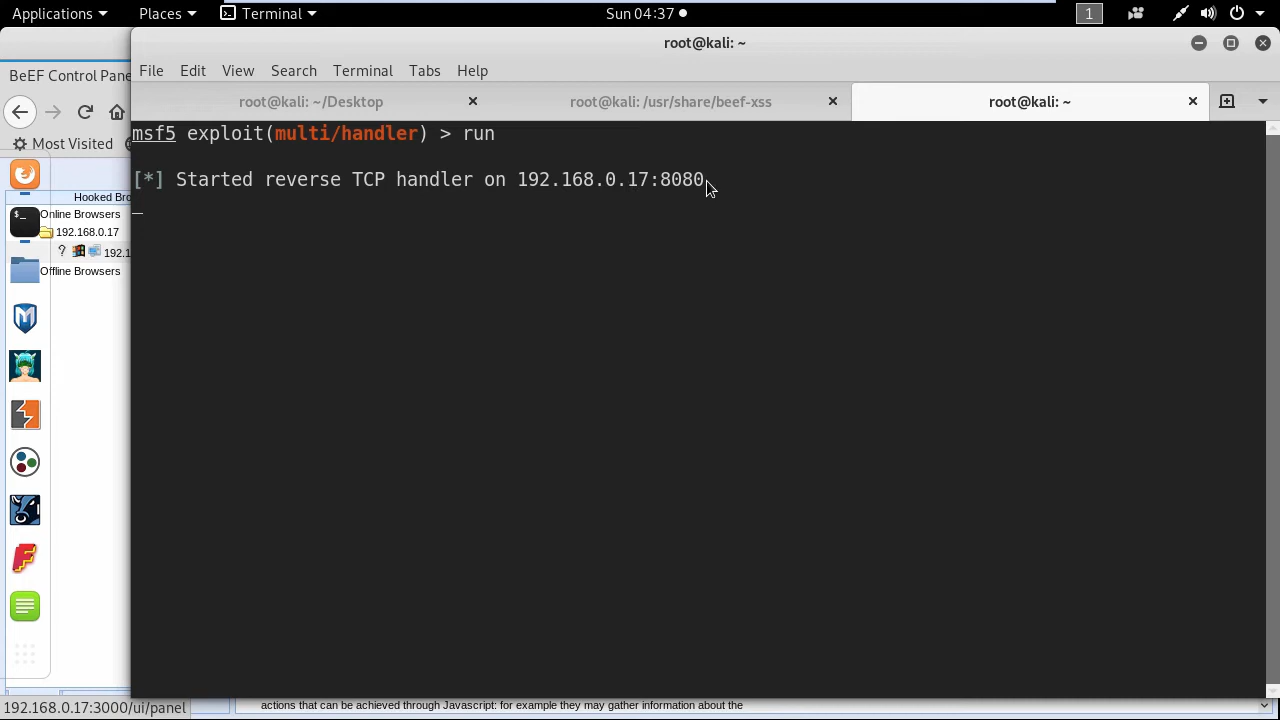 Applications
Places
Terminal
Sun 04:37
1
root@kali: ~
BeEF Control Pane
File Edit View Search Terminal Tabs Help
root@kali: ~/Desktop
root@kali: /usr/share/beef-xss
root@kali: ~
Most Visited
msf5 exploit(multi/handler) > run
[*] Started reverse TCP handler on 192.168.0.17:8080
_
Hooked Bro
Online Browsers
192.168.0.17
? 192.1
Offline Browsers
192.168.0.17:3000/ui/panel
actions that can be achieved through Javascript: for example they may gather information about the